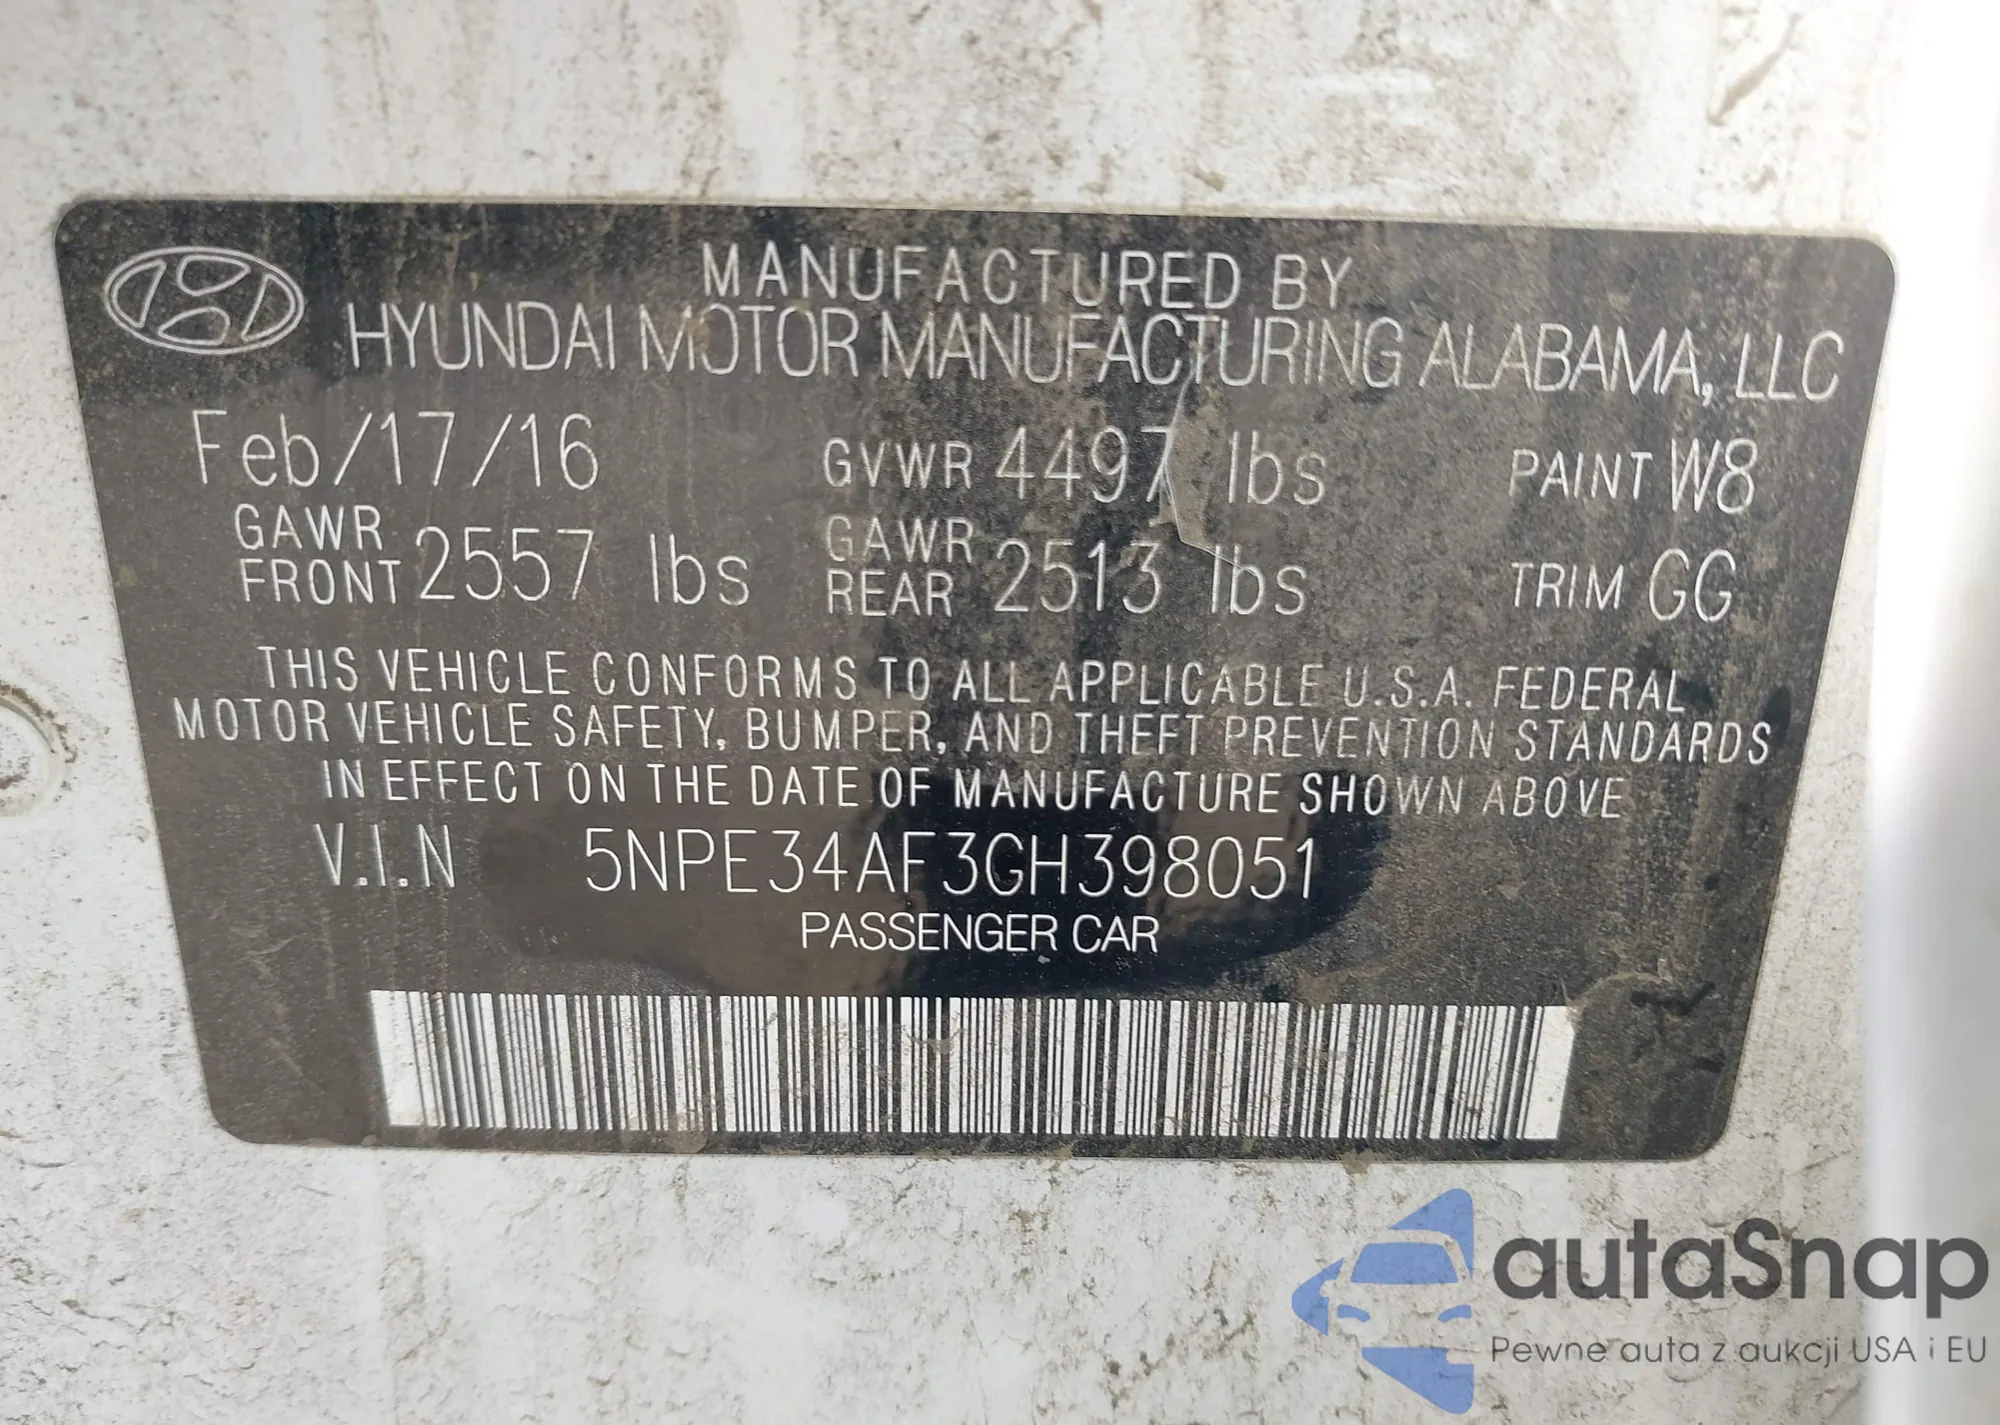 MANUFACTURED BY
HYUNDAI MOTOR MANUFACTURING ALABAMA, LLC
Feb/17/16 GVWR 4497 lbs PAINT W8
GAWR FRONT 2557 lbs GAWR REAR 2513 lbs TRIM GG
THIS VEHICLE CONFORMS TO ALL APPLICABLE U.S.A. FEDERAL
MOTOR VEHICLE SAFETY, BUMPER, AND THEFT PREVENTION STANDARDS
IN EFFECT ON THE DATE OF MANUFACTURE SHOWN ABOVE
V.I.N 5NPE34AF3GH398051
PASSENGER CAR
autaSnap
Pewne auta z aukcji USA i EU